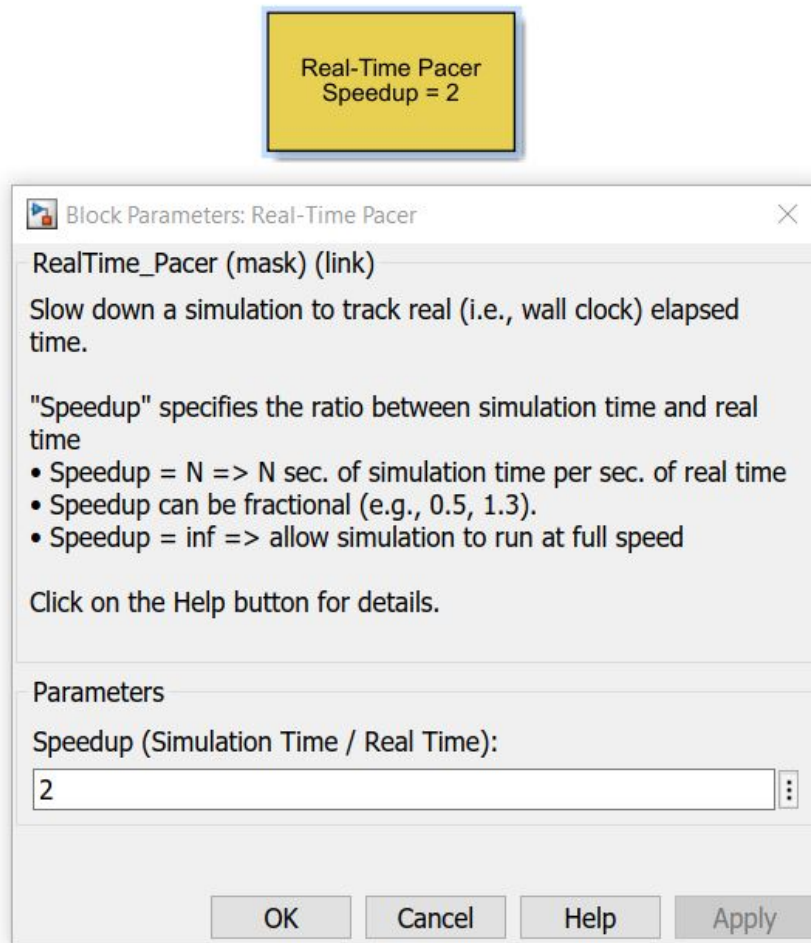 Real-Time Pacer
Speedup = 2
Block Parameters: Real-Time Pacer
RealTime_Pacer (mask) (link)
Slow down a simulation to track real (i.e., wall clock) elapsed
time.
"Speedup" specifies the ratio between simulation time and real
time
• Speedup = N => N sec. of simulation time per sec. of real time
• Speedup can be fractional (e.g., 0.5, 1.3).
• Speedup = inf => allow simulation to run at full speed
Click on the Help button for details.
Parameters
Speedup (Simulation Time / Real Time):
2
OK Cancel Help Apply